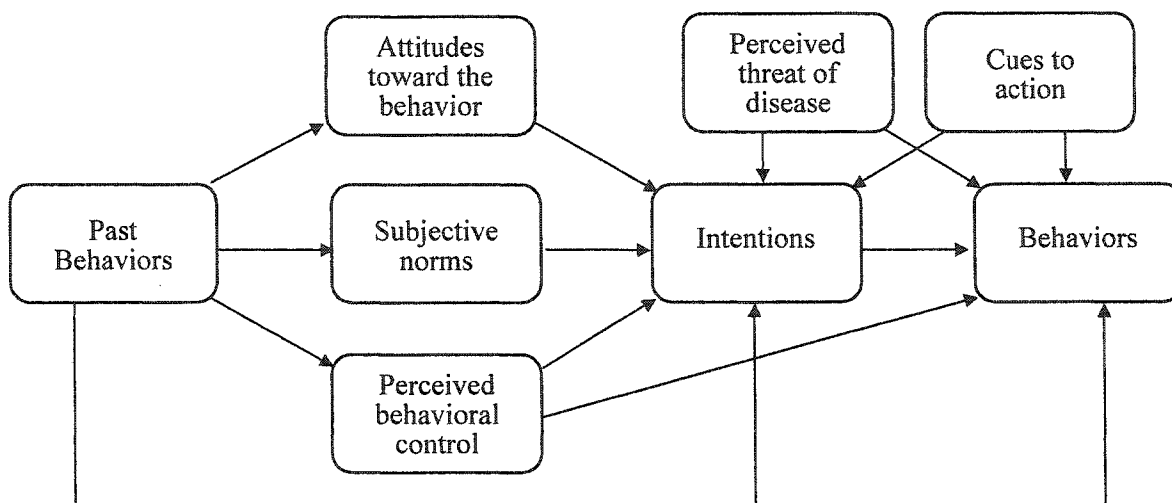 Attitudes
toward the
behavior
Perceived
threat of
disease
Cues to
action
Past
Behaviors
Subjective
norms
Intentions
Behaviors
Perceived
behavioral
control